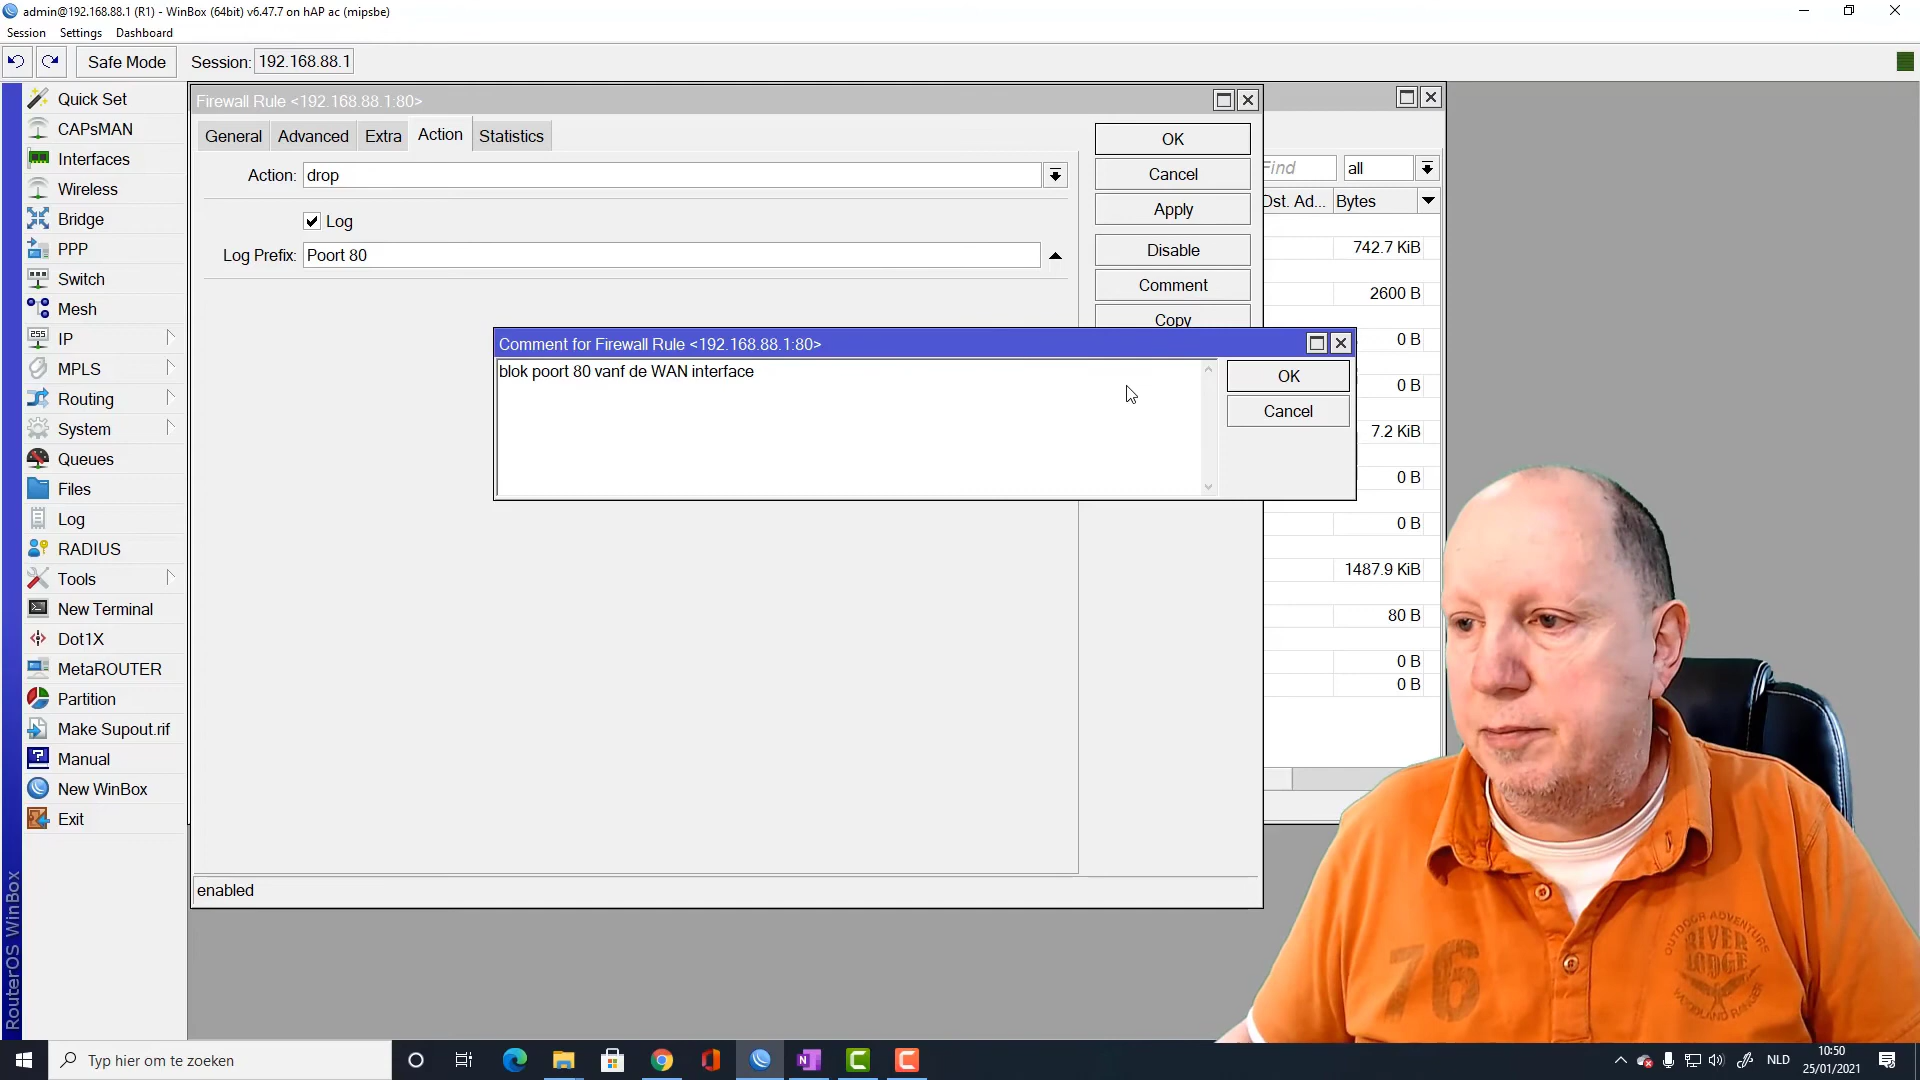 admin@192.168.88.1 (R1) - WinBox (64bit) v6.47.7 on hAP ac (mipsbe)
Session Settings Dashboard
Safe Mode Session: 192.168.88.1
Quick Set
CAPsMAN
Interfaces
Wireless
Bridge
PPP
Switch
Mesh
IP
MPLS
Routing
System
Queues
Files
Log
RADIUS
Tools
New Terminal
Dot1X
MetaROUTER
Partition
Make Supout.rif
Manual
New WinBox
Exit
RouterOS WinBox
Firewall Rule <192.168.88.1:80>
General Advanced Extra Action Statistics
Action: drop
Log
Log Prefix: Poort 80
OK
Cancel
Apply
Disable
Comment
Copy
enabled
Comment for Firewall Rule <192.168.88.1:80>
blok poort 80 vanf de WAN interface
OK
Cancel
Find all
Dst. Ad... Bytes
742.7 KiB
2600 B
0 B
0 B
7.2 KiB
0 B
0 B
1487.9 KiB
80 B
0 B
0 B
76
OUTDOOR ADVENTURE
RIVER
LODGE
Typ hier om te zoeken
NLD
10:50
25/01/2021